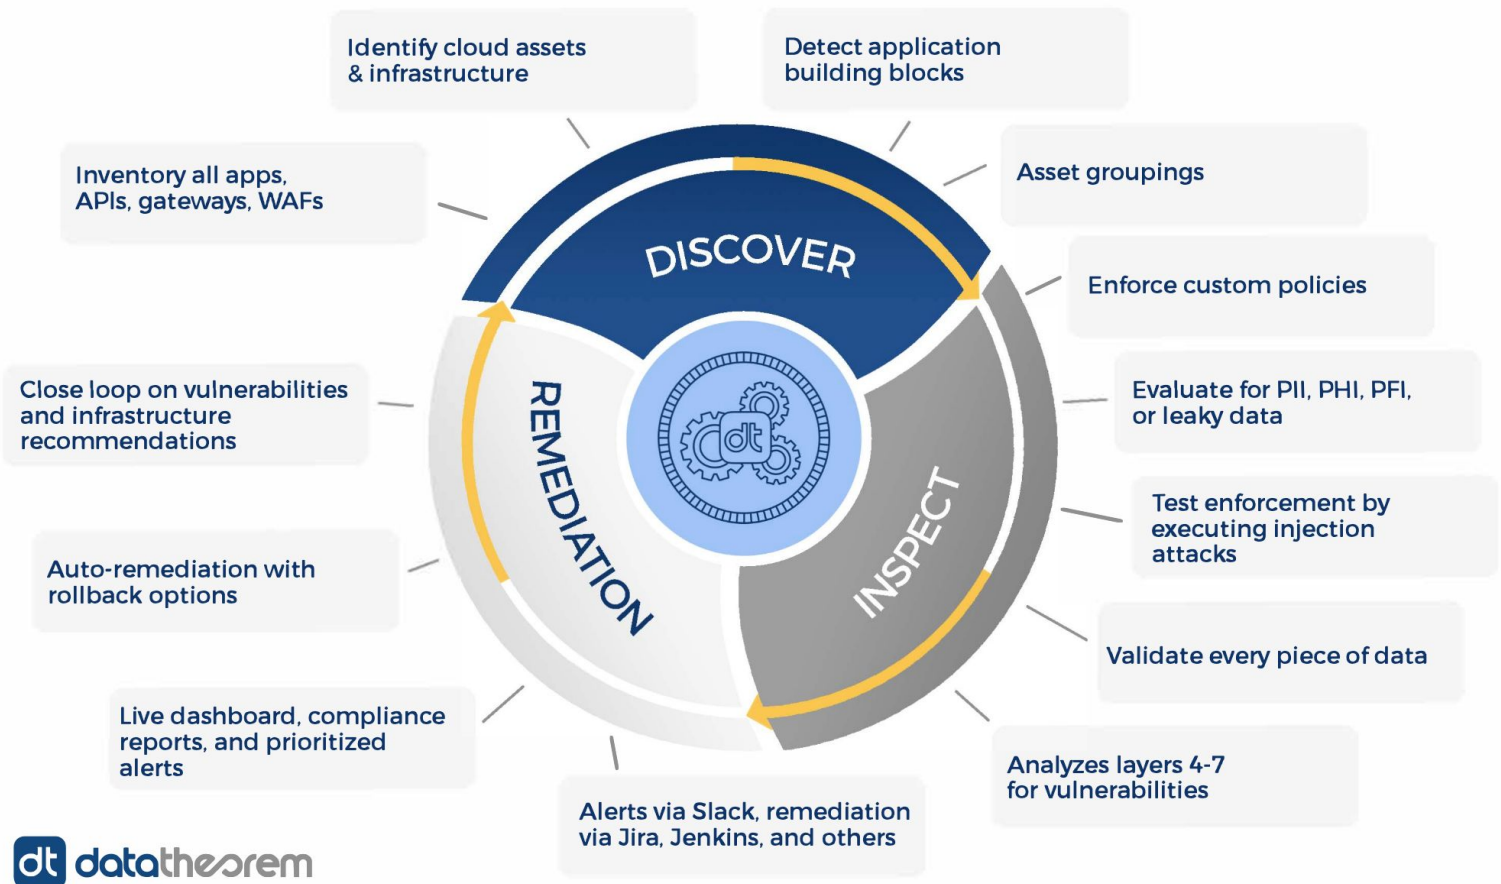 Identify cloud assets
& infrastructure
Detect application
building blocks
Inventory all apps,
APIs, gateways, WAFs
Asset groupings
DISCOVER
Enforce custom policies
Close loop on vulnerabilities
and infrastructure
recommendations
Evaluate for PII, PHI, PFI,
or leaky data
REMEDIATION
dt
INSPECT
Test enforcement by
executing injection
attacks
Auto-remediation with
rollback options
Validate every piece of data
Live dashboard, compliance
reports, and prioritized
alerts
Analyzes layers 4-7
for vulnerabilities
Alerts via Slack, remediation
via Jira, Jenkins, and others
dt datatheorem